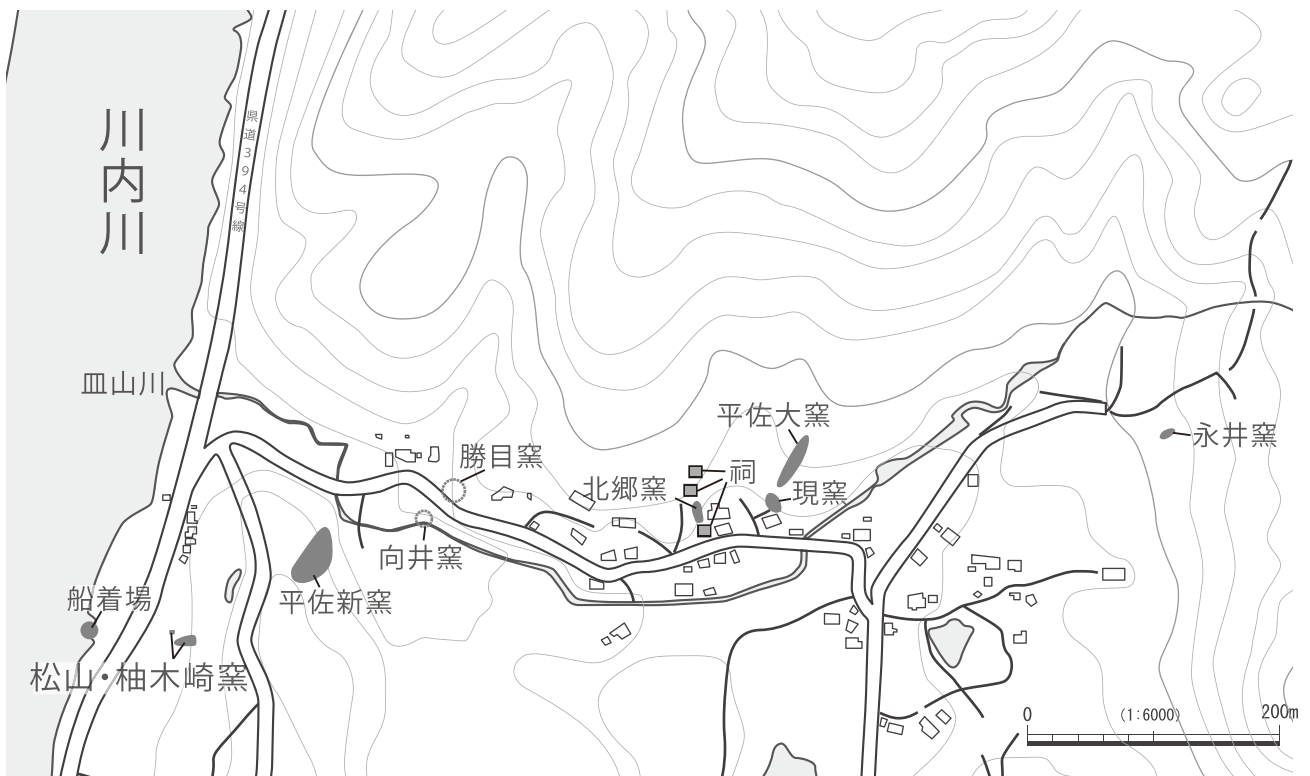 川内川
県道394号線
皿山川
平佐大窯
勝目窯
祠
永井窯
北郷窯
現窯
向井窯
船着場
平佐新窯
松山・柚木崎窯
0
(1:6000)
200m